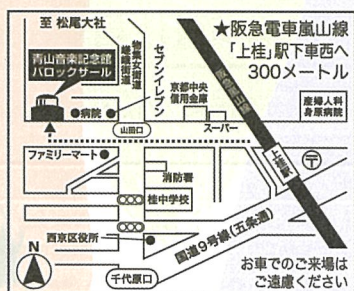 至 松尾大社
★阪急電車嵐山線
「上桂」駅下車西へ
300メートル
青山音楽記念館
バロックザール
物集女街道
嵯峨街道
セブンイレブン
京都中央
信用金庫
スーパー
産婦人科
身原病院
●病院
山田口
ファミリーマート●
上桂駅
〒
消防署
桂中学校
西京区役所
国道9号線(五条通)
N
千代原口
お車でのご来場は
ご遠慮ください